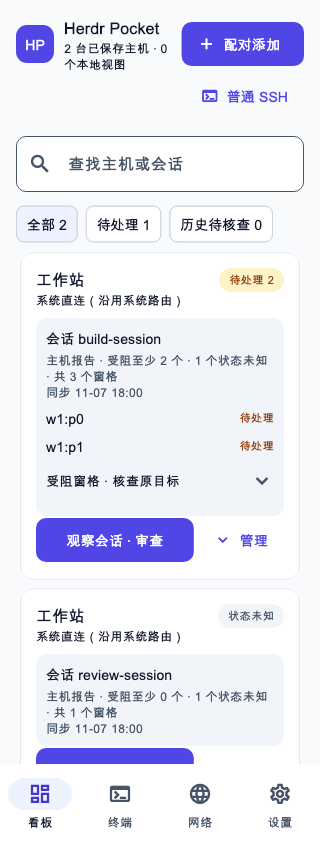 HP
Herdr Pocket
2 台已保存主机 · 0
个本地视图
+ 配对添加
普通 SSH
查找主机或会话
全部 2
待处理 1
历史待核查 0
工作站
待处理 2
系统直连 ( 沿用系统路由 )
会话 build-session
主机报告 · 受阻至少 2 个 · 1 个状态未知
· 共 3 个窗格
同步 11-07 18:00
w1:p0
待处理
w1:p1
待处理
受阻窗格 · 核查原目标
观察会话 · 审查
管理
工作站
状态未知
系统直连 ( 沿用系统路由 )
会话 review-session
主机报告 · 受阻至少 0 个 · 1 个状态未知
· 共 1 个窗格
同步 11-07 18:00
看板
终端
网络
设置